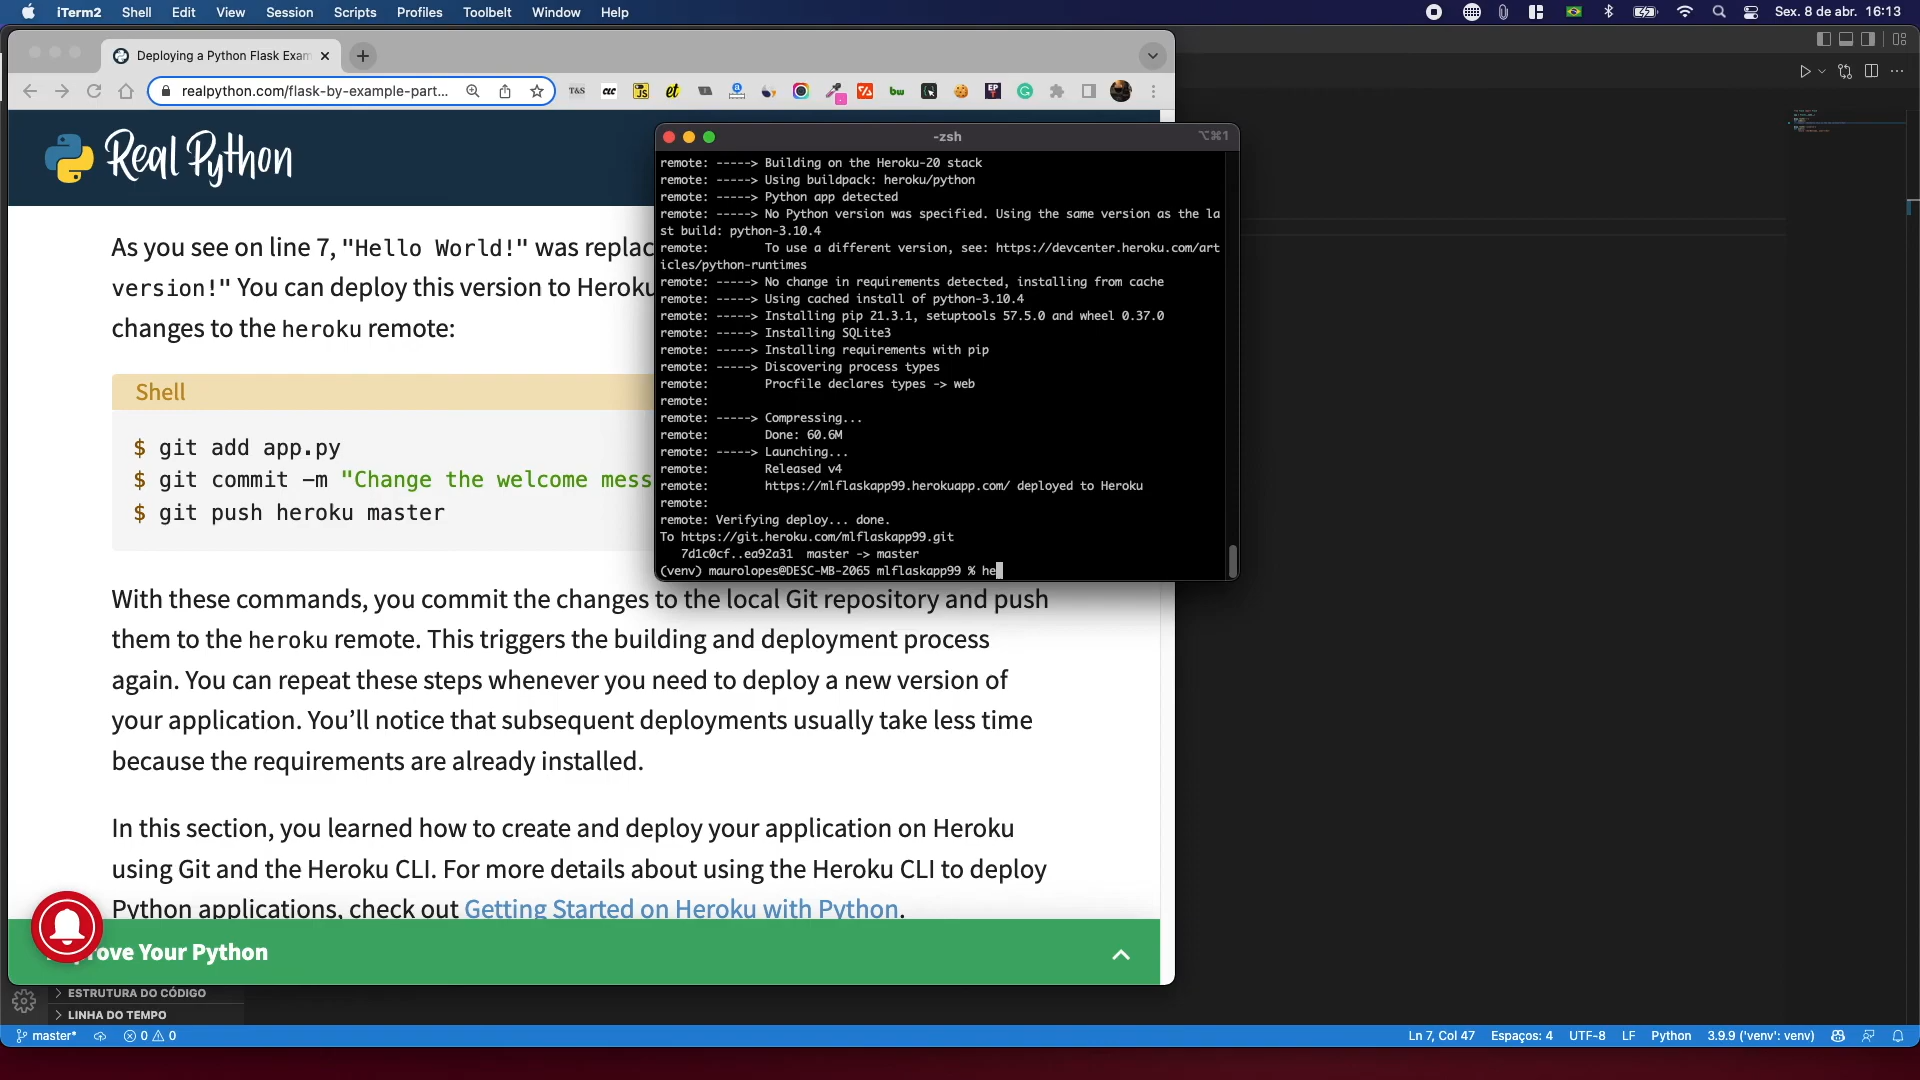 iTerm2 Shell Edit View Session Scripts Profiles Toolbelt Window Help
Sex. 8 de abr. 16:13
Deploying a Python Flask Exam
realpython.com/flask-by-example-part...
Real Python
As you see on line 7, "Hello World!" was replac
version!" You can deploy this version to Heroku
changes to the heroku remote:
Shell
$ git add app.py
$ git commit -m "Change the welcome mess
$ git push heroku master
-zsh
⌥⌘1
remote: -----> Building on the Heroku-20 stack
remote: -----> Using buildpack: heroku/python
remote: -----> Python app detected
remote: -----> No Python version was specified. Using the same version as the la
st build: python-3.10.4
remote:        To use a different version, see: https://devcenter.heroku.com/art
icles/python-runtimes
remote: -----> No change in requirements detected, installing from cache
remote: -----> Using cached install of python-3.10.4
remote: -----> Installing pip 21.3.1, setuptools 57.5.0 and wheel 0.37.0
remote: -----> Installing SQLite3
remote: -----> Installing requirements with pip
remote: -----> Discovering process types
remote:        Procfile declares types -> web
remote:
remote: -----> Compressing...
remote:        Done: 60.6M
remote: -----> Launching...
remote:        Released v4
remote:        https://mlflaskapp99.herokuapp.com/ deployed to Heroku
remote:
remote: Verifying deploy... done.
To https://git.heroku.com/mlflaskapp99.git
   7d1c0cf..ea92a31  master -> master
(venv) maurolopes@DESC-MB-2065 mlflaskapp99 % he
With these commands, you commit the changes to the local Git repository and push
them to the heroku remote. This triggers the building and deployment process
again. You can repeat these steps whenever you need to deploy a new version of
your application. You’ll notice that subsequent deployments usually take less time
because the requirements are already installed.
In this section, you learned how to create and deploy your application on Heroku
using Git and the Heroku CLI. For more details about using the Heroku CLI to deploy
Python applications, check out Getting Started on Heroku with Python.
rove Your Python
ESTRUTURA DO CÓDIGO
LINHA DO TEMPO
master* 0 0
Ln 7, Col 47 Espaços: 4 UTF-8 LF Python 3.9.9 ('venv': venv)